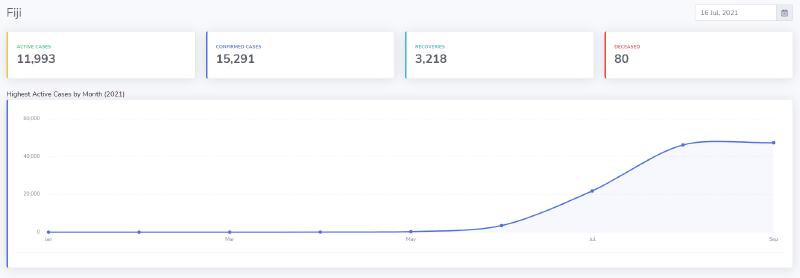 Fiji
16 Jul, 2021
ACTIVE CASES
11,993
CONFIRMED CASES
15,291
RECOVERIES
3,218
DECEASED
80
Highest Active Cases by Month (2021)
60,000
40,000
20,000
0
Jan
Mar
May
Jul
Sep